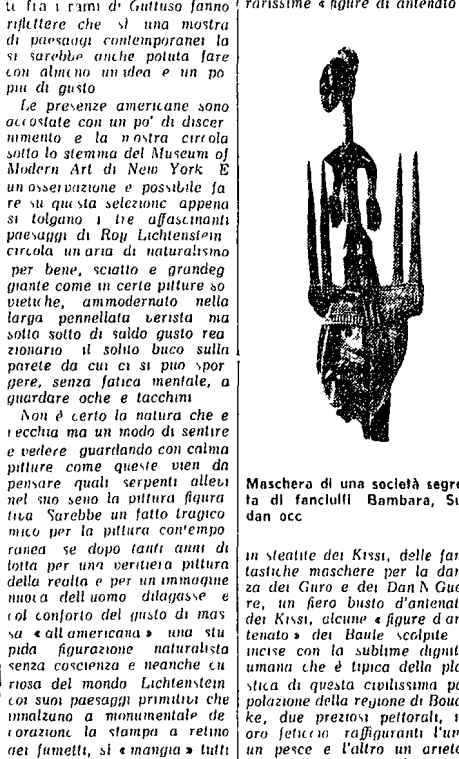 fra i rami di Guttuso fanno
riflettere che sì una mostra
di paesaggi contemporanei la
si sarebbe anche potuta fare
con almeno un idea e un po
più di gusto
Le presenze americane sono
accostate con un po' di discer
nimento e la mostra circola
sotto lo stemma del Museum of
Modern Art di New York E
un osservazione è possibile fa
re su questa selezione appena
si tolgano i tre affascinanti
paesaggi di Roy Lichtenstein
circola un aria di naturalismo
per bene, sciatto e grandeg
giante come in certe pitture so
vietiche, ammodernato nella
larga pennellata verista ma
sotto sotto di saldo gusto rea
zionario il solito buco sulla
parete da cui ci si può spor
gere, senza fatica mentale, a
guardare oche e tacchini
Non è certo la natura che è
vecchia ma un modo di sentire
e vedere guardando con calma
pitture come queste vien da
pensare quali serpenti allevi
nel suo seno la pittura figura
tiva Sarebbe un fatto tragico
mico per la pittura contempo
ranea se dopo tanti anni di
lotta per una veritiera pittura
della realtà e per un immagine
nuova dell uomo dilagasse e
col conforto del gusto di mas
sa « all americana » una stu
pida figurazione naturalista
senza coscienza e neanche cu
riosa del mondo Lichtenstein
coi suoi paesaggi primitivi che
innalzano a monumentale de
corazione la stampa a retino
dei fumetti, si « mangia » tutti
rarissime « figure di antenato
Maschera di una società segre
ta di fanciulli Bambara, Su
dan occ
in steatite dei Kissi, delle fan
tastiche maschere per la dan
za dei Guro e dei Dan N Gue
re, un fiero busto d'antenat
dei Kissi, alcune « figure d an
tenato » dei Baule scolpite
incise con la sublime dignit
umana che è tipica della pla
stica di questa civilissima po
polazione della regione di Boua
ke, due preziosi pettorali, i
oro feticcio raffiguranti l'un
un pesce e l'altro un ariete